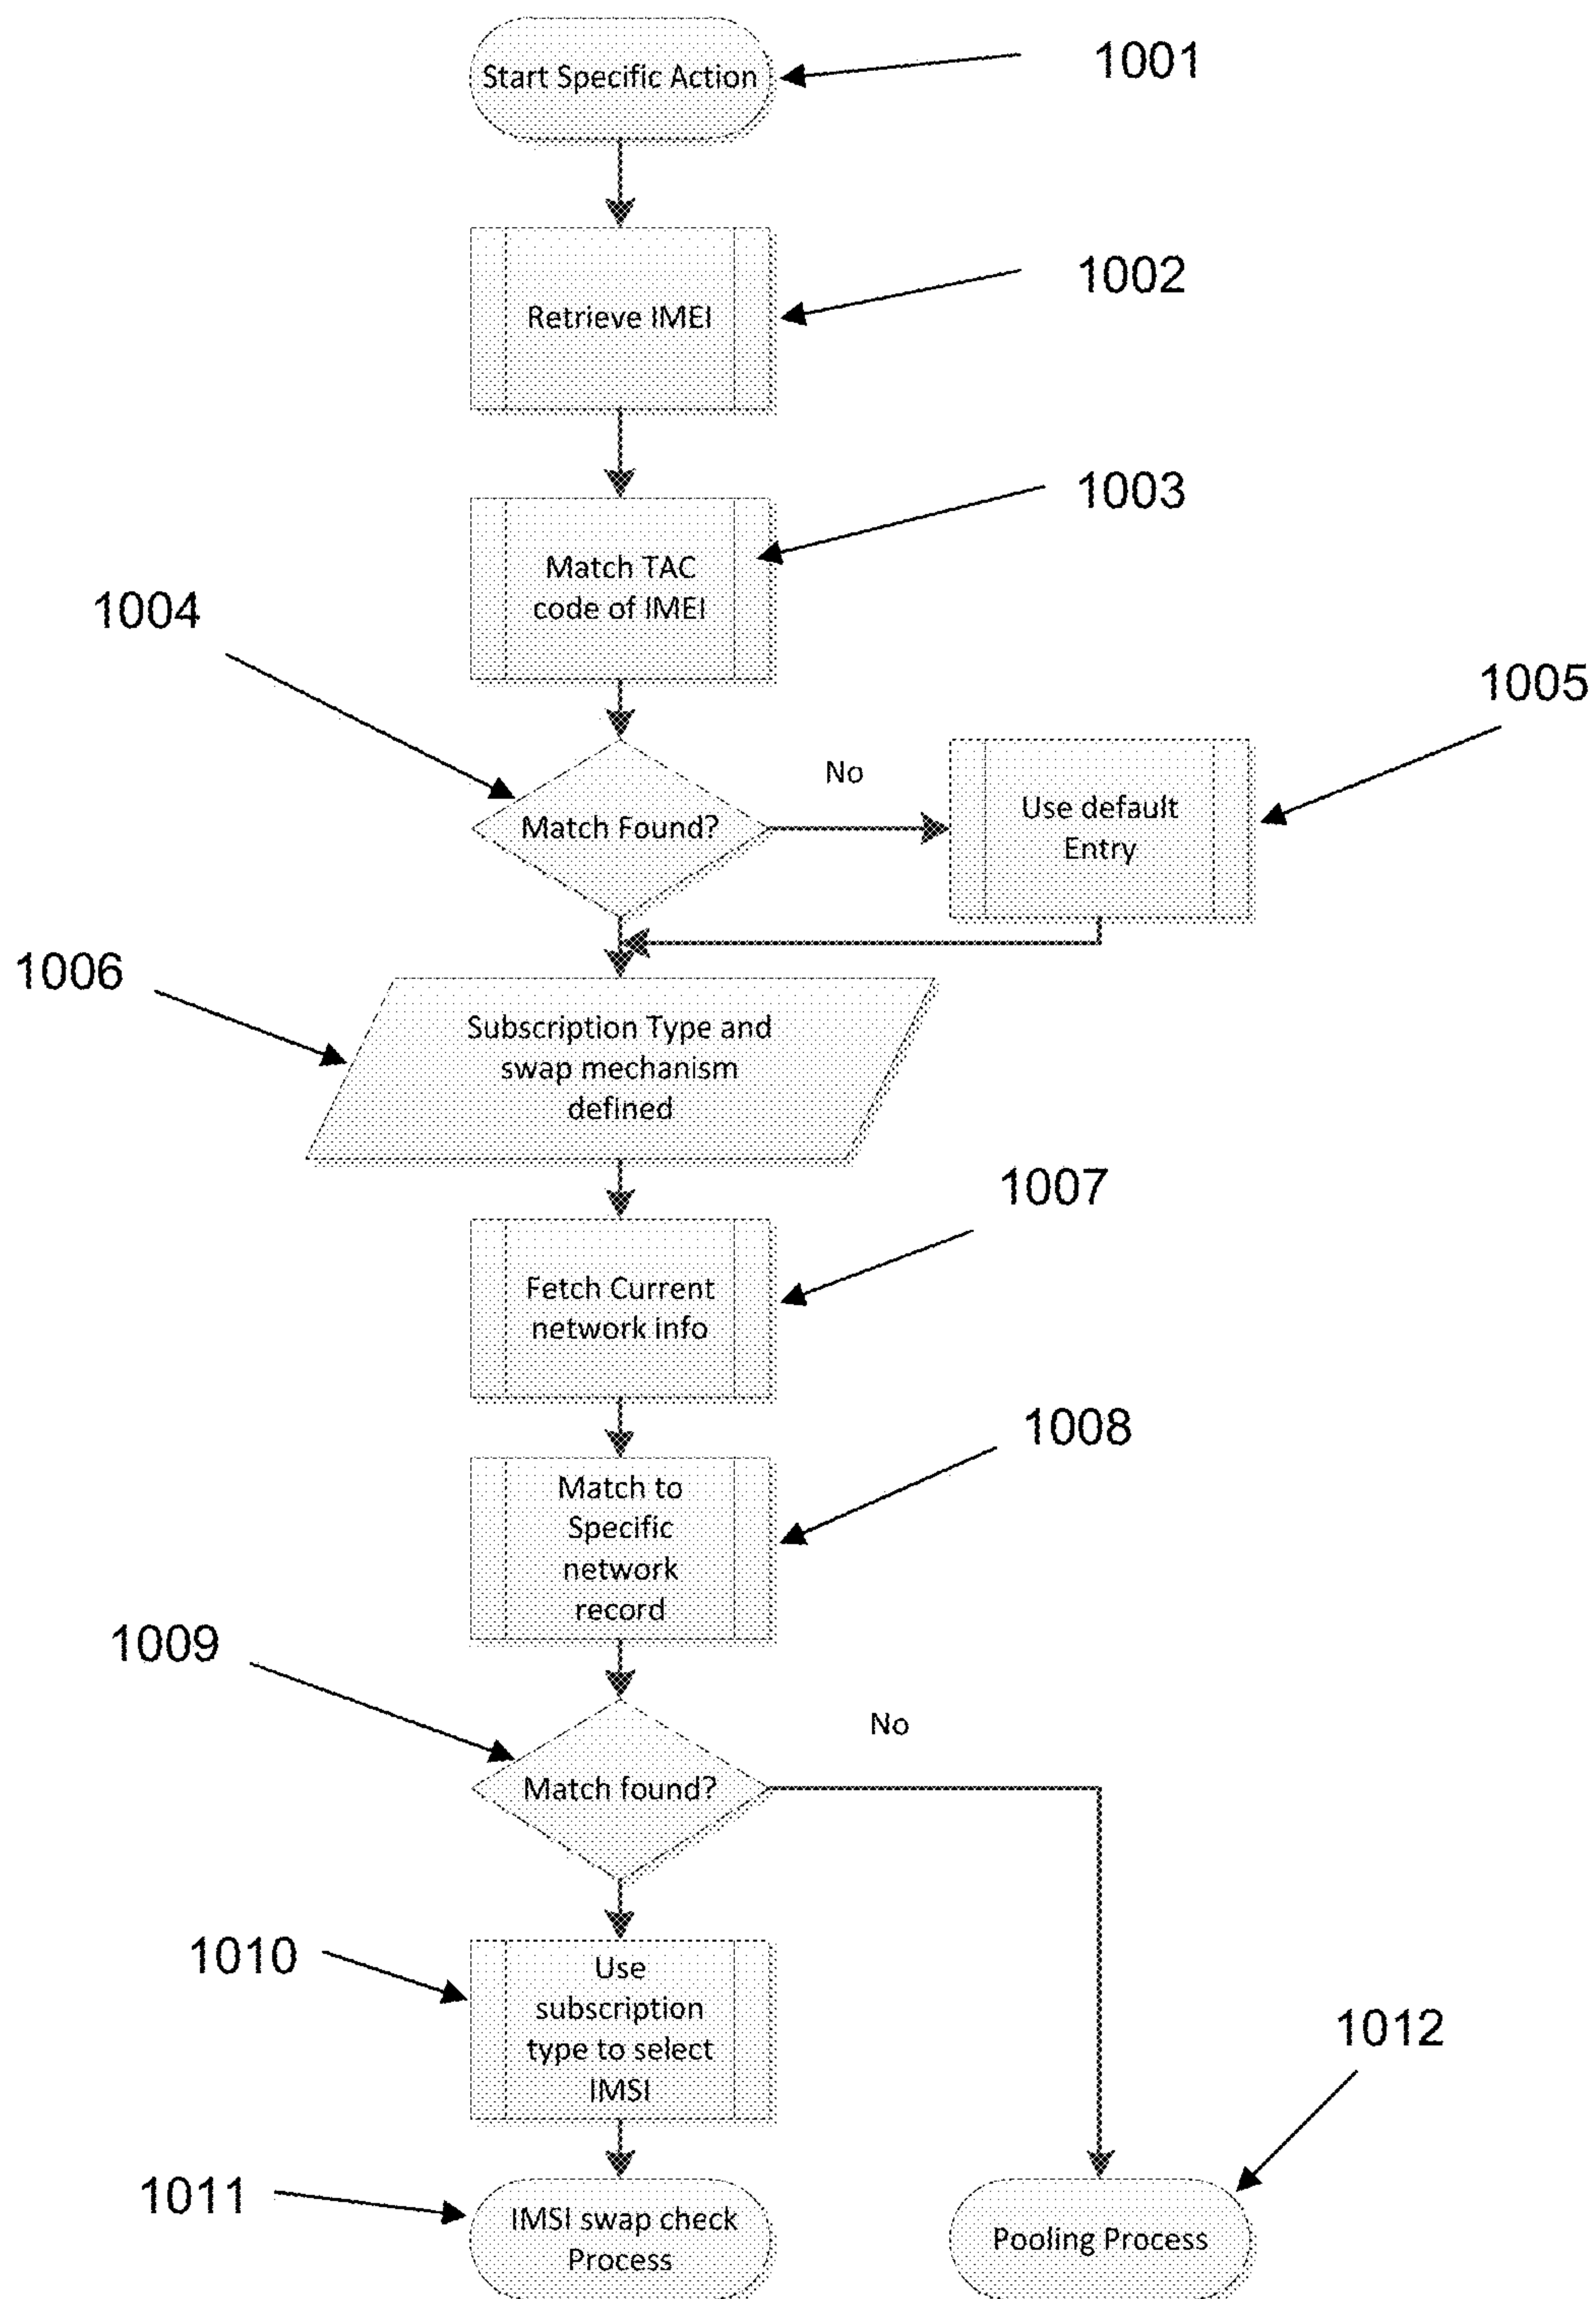 Start Specific Action
1001
Retrieve IMEI
1002
Match TAC
code of IMEI
1003
1004
Match Found?
No
Use default
Entry
1005
1006
Subscription Type and
swap mechanism
defined
Fetch Current
network info
1007
Match to
Specific
network
record
1008
1009
Match found?
No
1010
Use
subscription
type to select
IMSI
1011
IMSI swap check
Process
Pooling Process
1012